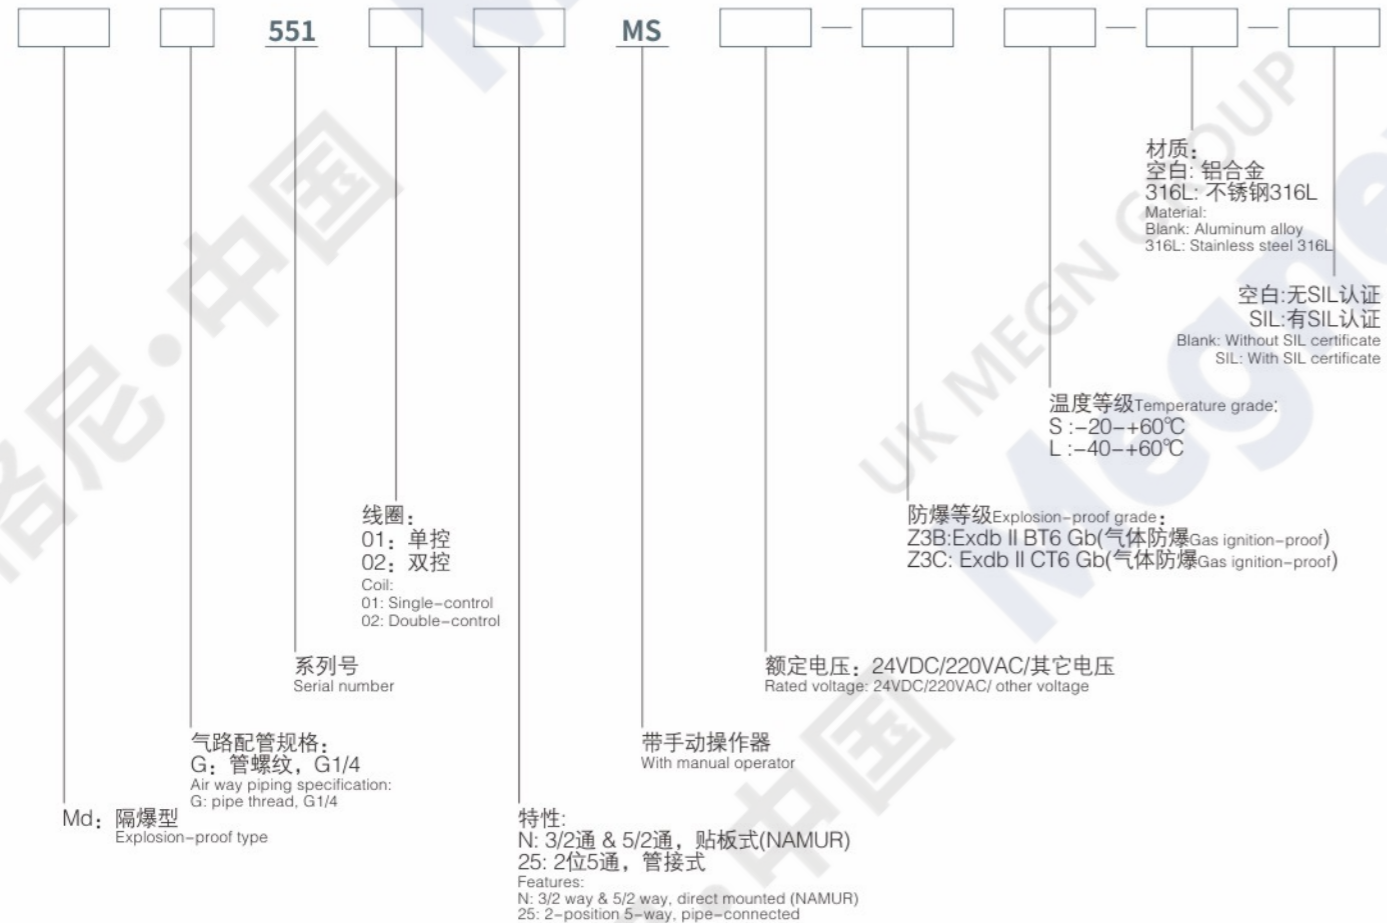 551
MS
材质：
空白: 铝合金
316L: 不锈钢316L
Material:
Blank: Aluminum alloy
316L: Stainless steel 316L
空白:无SIL认证
SIL:有SIL认证
Blank: Without SIL certificate
SIL: With SIL certificate
温度等级Temperature grade:
S :-20-+60℃
L :-40-+60℃
防爆等级Explosion-proof grade：
Z3B:Exdb II BT6 Gb(气体防爆Gas ignition-proof)
Z3C: Exdb II CT6 Gb(气体防爆Gas ignition-proof)
线圈：
01：单控
02：双控
Coil:
01: Single-control
02: Double-control
系列号
Serial number
额定电压：24VDC/220VAC/其它电压
Rated voltage: 24VDC/220VAC/ other voltage
气路配管规格：
G：管螺纹，G1/4
Air way piping specification:
G: pipe thread, G1/4
带手动操作器
With manual operator
Md：隔爆型
Explosion-proof type
特性:
N: 3/2通 & 5/2通，贴板式(NAMUR)
25: 2位5通，管接式
Features:
N: 3/2 way & 5/2 way, direct mounted (NAMUR)
25: 2-position 5-way, pipe-connected
格尼·中国
UK MEGN GROUP
Megne
·中国